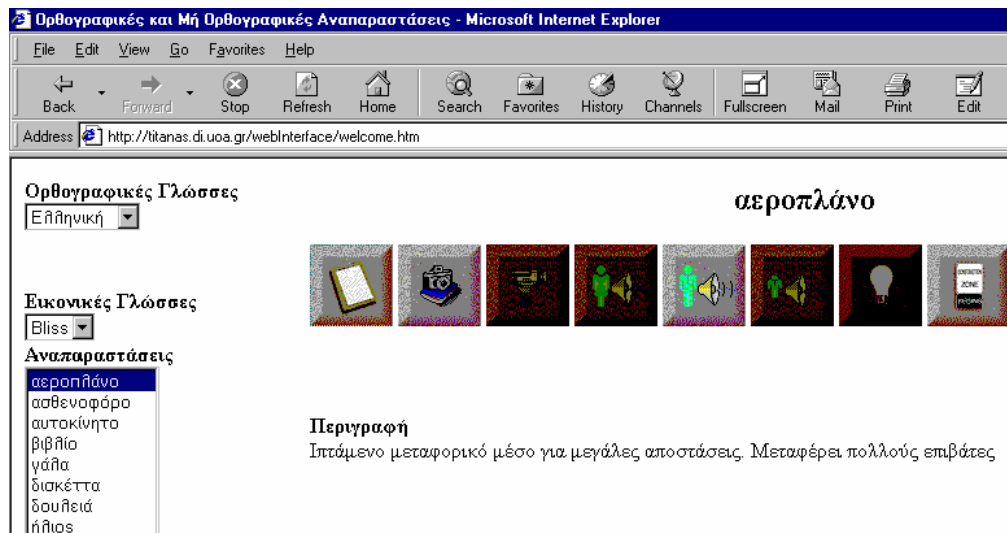 Ορθογραφικές και Μή Ορθογραφικές Αναπαραστάσεις - Microsoft Internet Explorer
File Edit View Go Favorites Help
Back Forward Stop Refresh Home Search Favorites History Channels Fullscreen Mail Print Edit
Address http://titanas.di.uoa.gr/webInterface/welcome.htm
Ορθογραφικές Γλώσσες
Ελληνική
αεροπλάνο
Εικονικές Γλώσσες
Bliss
CONSTRUCTION
ZONE
Αναπαραστάσεις
αεροπλάνο
ασθενοφόρο
αυτοκίνητο
βιβλίο
γάλα
δισκέττα
δουλειά
ήλιος
Περιγραφή
Ιπτάμενο μεταφορικό μέσο για μεγάλες αποστάσεις. Μεταφέρει πολλούς επιβάτες